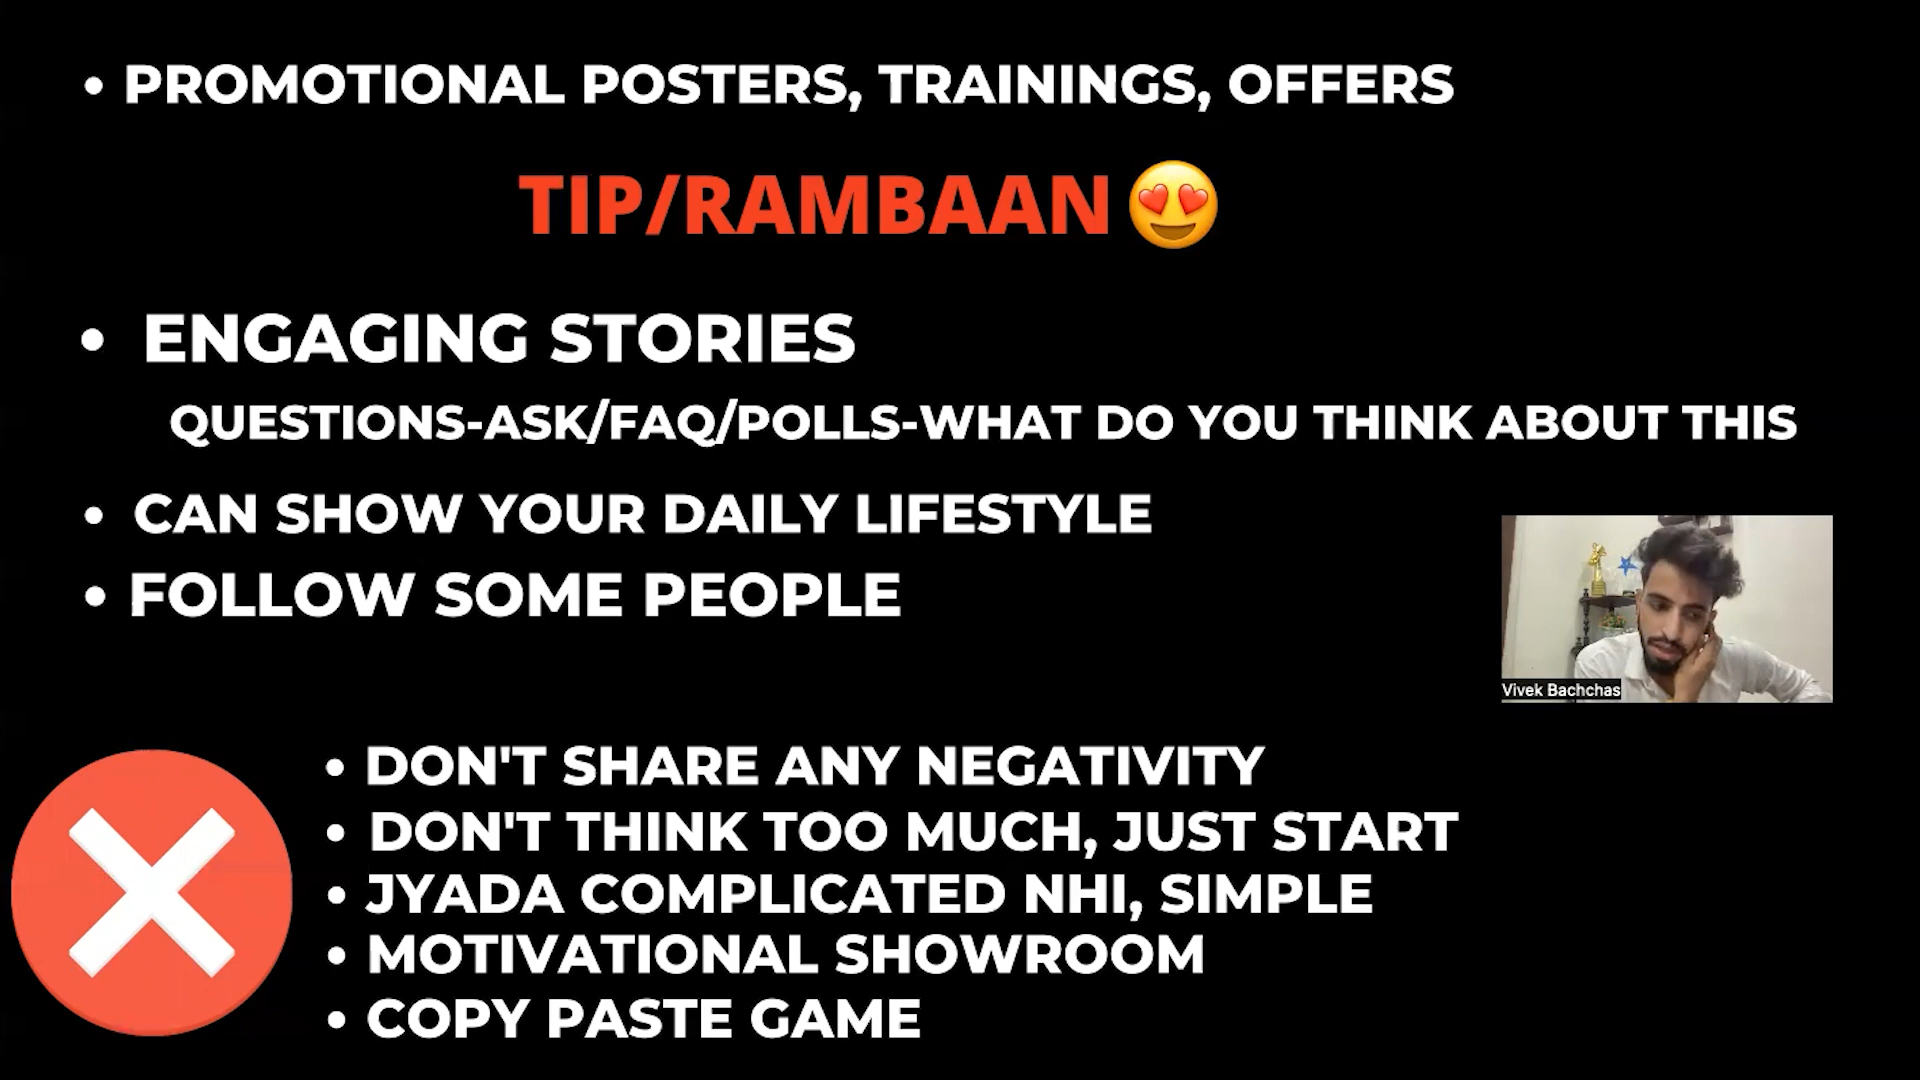 • PROMOTIONAL POSTERS, TRAININGS, OFFERS
TIP/RAMBAAN
• ENGAGING STORIES
QUESTIONS-ASK/FAQ/POLLS-WHAT DO YOU THINK ABOUT THIS
• CAN SHOW YOUR DAILY LIFESTYLE
• FOLLOW SOME PEOPLE
Vivek Bachchas
• DON'T SHARE ANY NEGATIVITY
• DON'T THINK TOO MUCH, JUST START
• JYADA COMPLICATED NHI, SIMPLE
• MOTIVATIONAL SHOWROOM
• COPY PASTE GAME